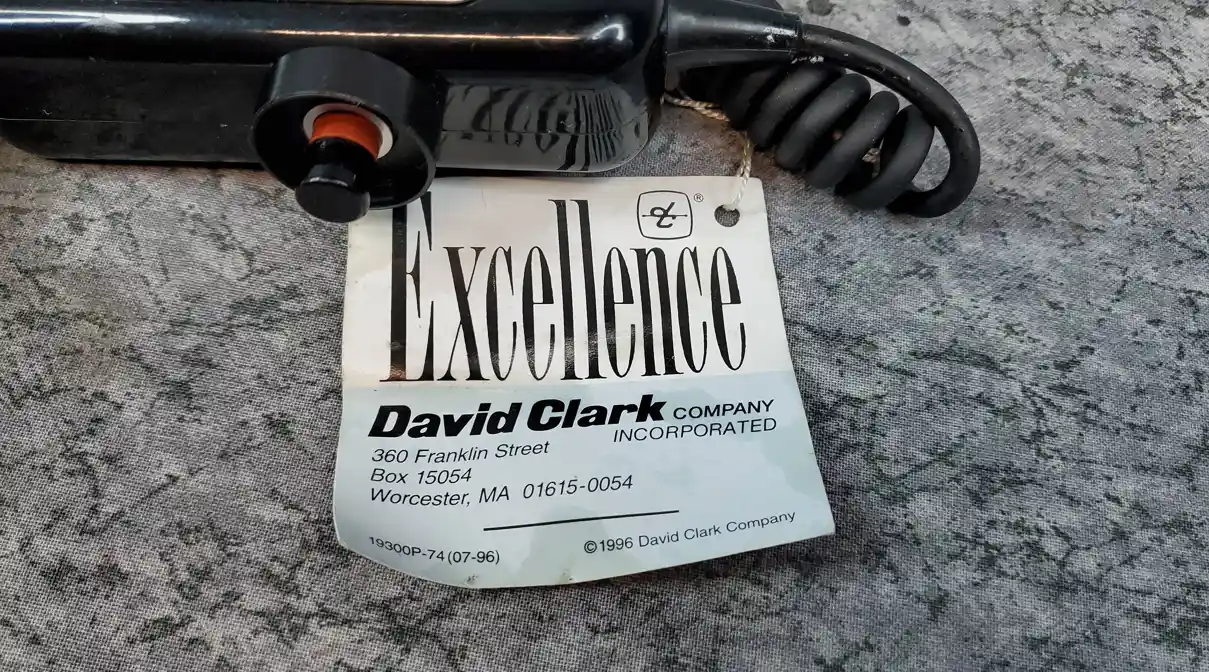 ®
Excellence
David Clark COMPANY
INCORPORATED
360 Franklin Street
Box 15054
Worcester, MA 01615-0054
19300P-74 (07-96)
©1996 David Clark Company